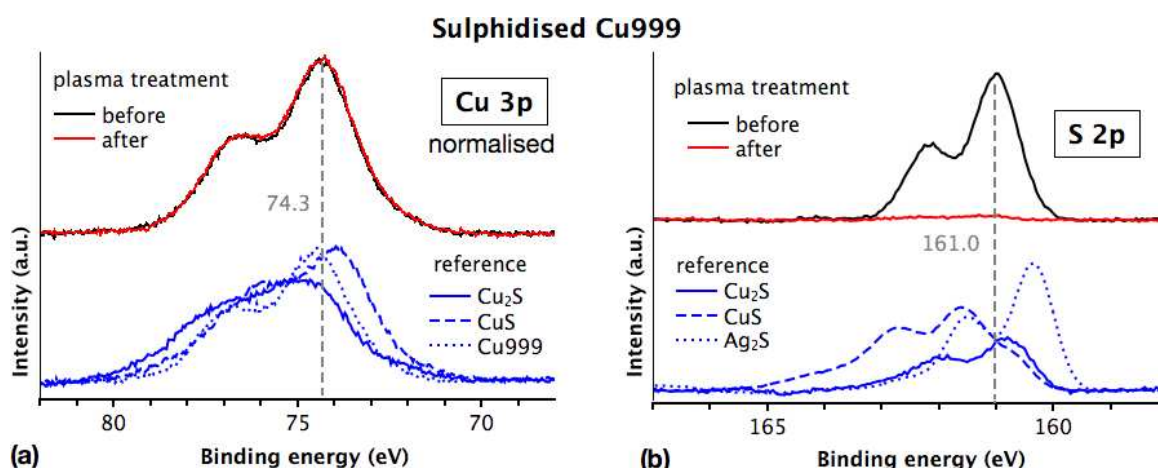 Sulphidised Cu999
plasma treatment
before
after
Cu 3p
normalised
74.3
reference
Cu₂S
CuS
Cu999
Intensity (a.u.)
80
75
70
(a)
Binding energy (eV)
plasma treatment
before
after
S 2p
161.0
reference
Cu₂S
CuS
Ag₂S
Intensity (a.u.)
165
160
(b)
Binding energy (eV)